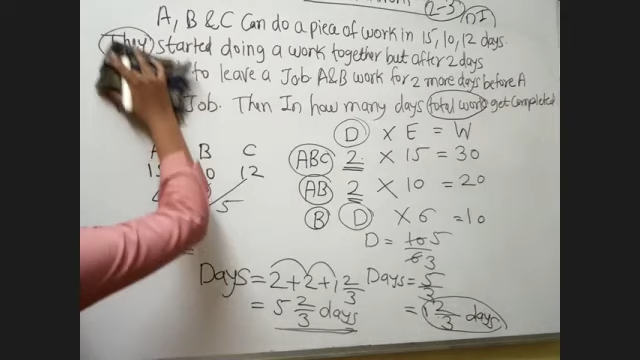 2-3
A, B & C Can do a piece of work in 15, 10, 12 days.
They started doing a work together but after 2 days
to leave a Job A&B work for 2 more days before A
Job. Then In how many days total work get Completed
D × E = W
A B C
12
5
ABC 2 × 15 = 30
AB 2 × 10 = 20
B D × 6 = 10
D = 10 5
6 3
Days = 2+2+1 2/3
Days = 5/3
= 5 2/3 days
= 1 2/3 days